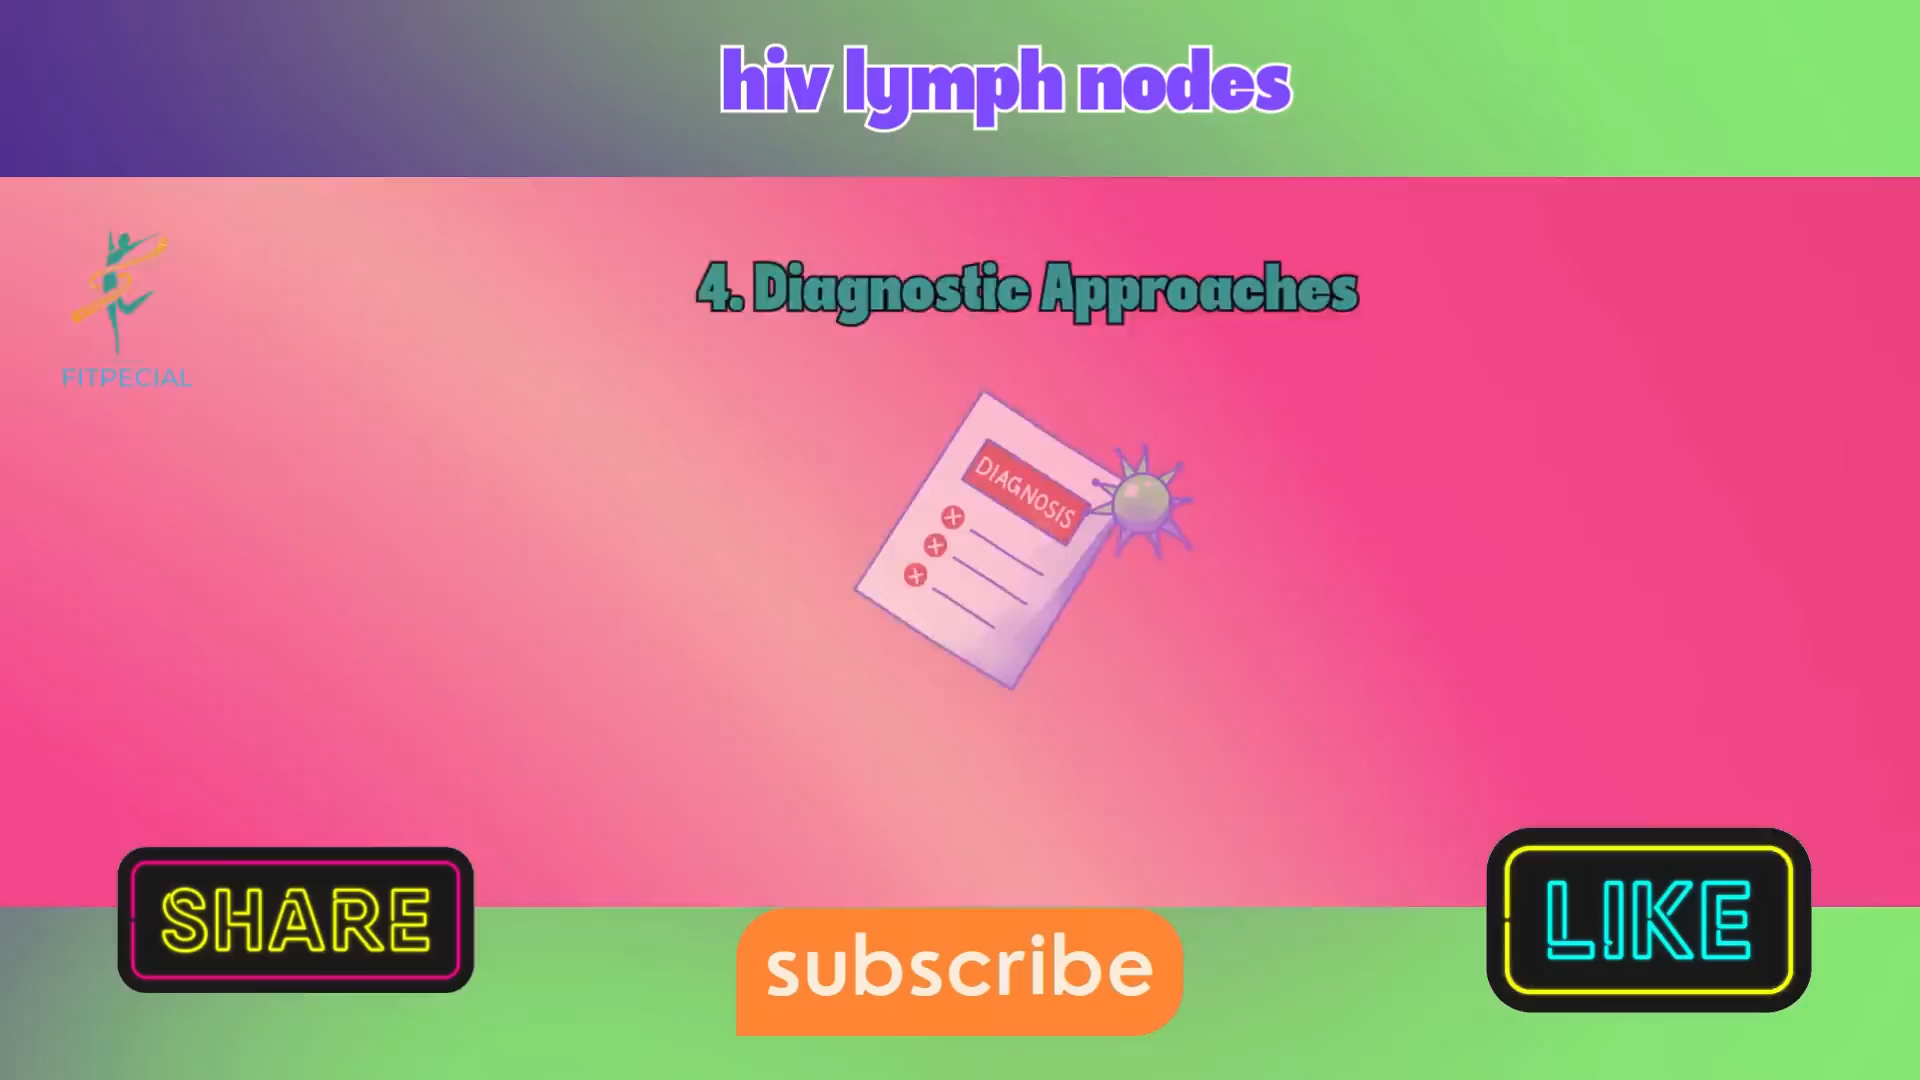 hiv lymph nodes
4. Diagnostic Approaches
FITPECIAL
DIAGNOSIS
SHARE
subscribe
LIKE